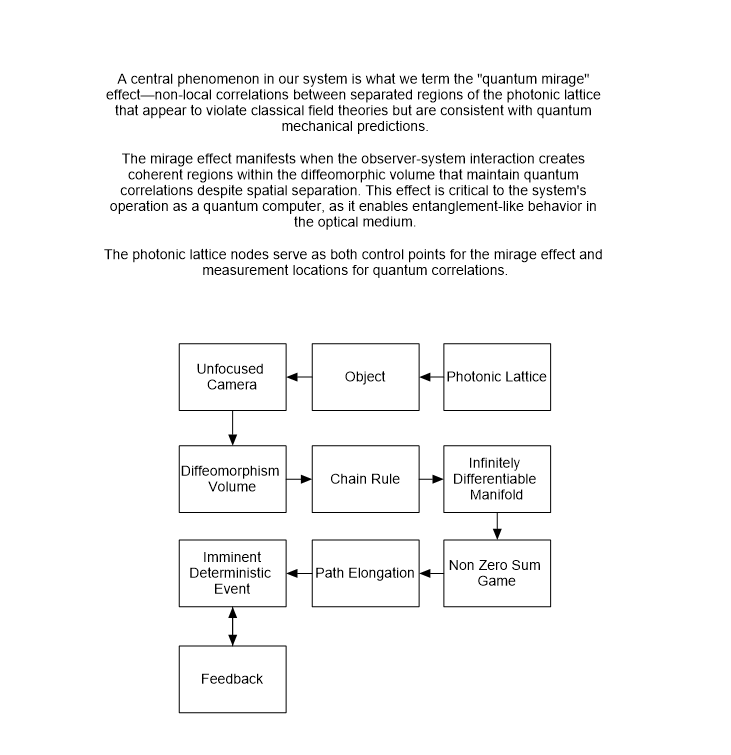 A central phenomenon in our system is what we term the "quantum mirage"
effect—non-local correlations between separated regions of the photonic lattice
that appear to violate classical field theories but are consistent with quantum
mechanical predictions.
The mirage effect manifests when the observer-system interaction creates
coherent regions within the diffeomorphic volume that maintain quantum
correlations despite spatial separation. This effect is critical to the system's
operation as a quantum computer, as it enables entanglement-like behavior in
the optical medium.
The photonic lattice nodes serve as both control points for the mirage effect and
measurement locations for quantum correlations.
Unfocused
Camera
Object
Photonic Lattice
Diffeomorphism
Volume
Chain Rule
Infinitely
Differentiable
Manifold
Imminent
Deterministic
Event
Path Elongation
Non Zero Sum
Game
Feedback